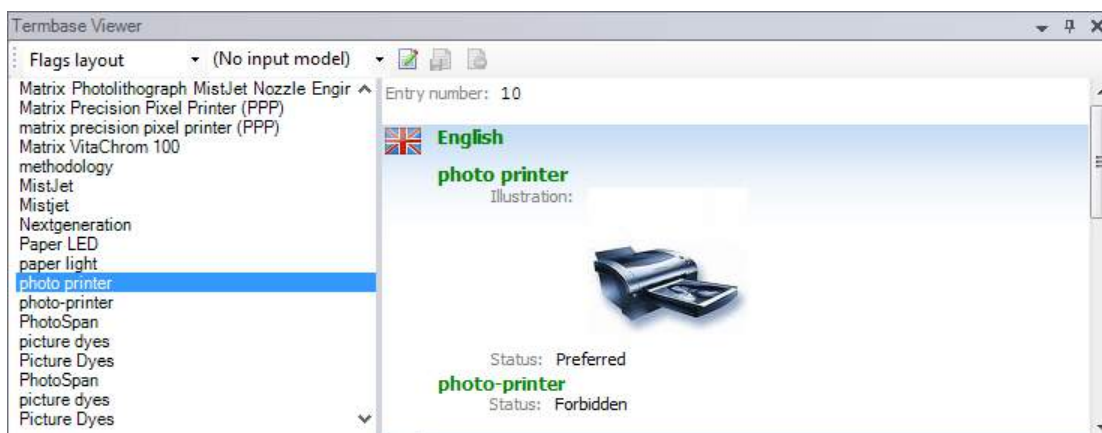 Termbase Viewer
Flags layout (No input model)
Matrix Photolithograph MistJet Nozzle Engir
Matrix Precision Pixel Printer (PPP)
matrix precision pixel printer (PPP)
Matrix VitaChrom 100
methodology
MistJet
Mistjet
Nextgeneration
Paper LED
paper light
photo printer
photo-printer
PhotoSpan
picture dyes
Picture Dyes
PhotoSpan
picture dyes
Picture Dyes
Entry number: 10
English
photo printer
Illustration:
Status: Preferred
photo-printer
Status: Forbidden